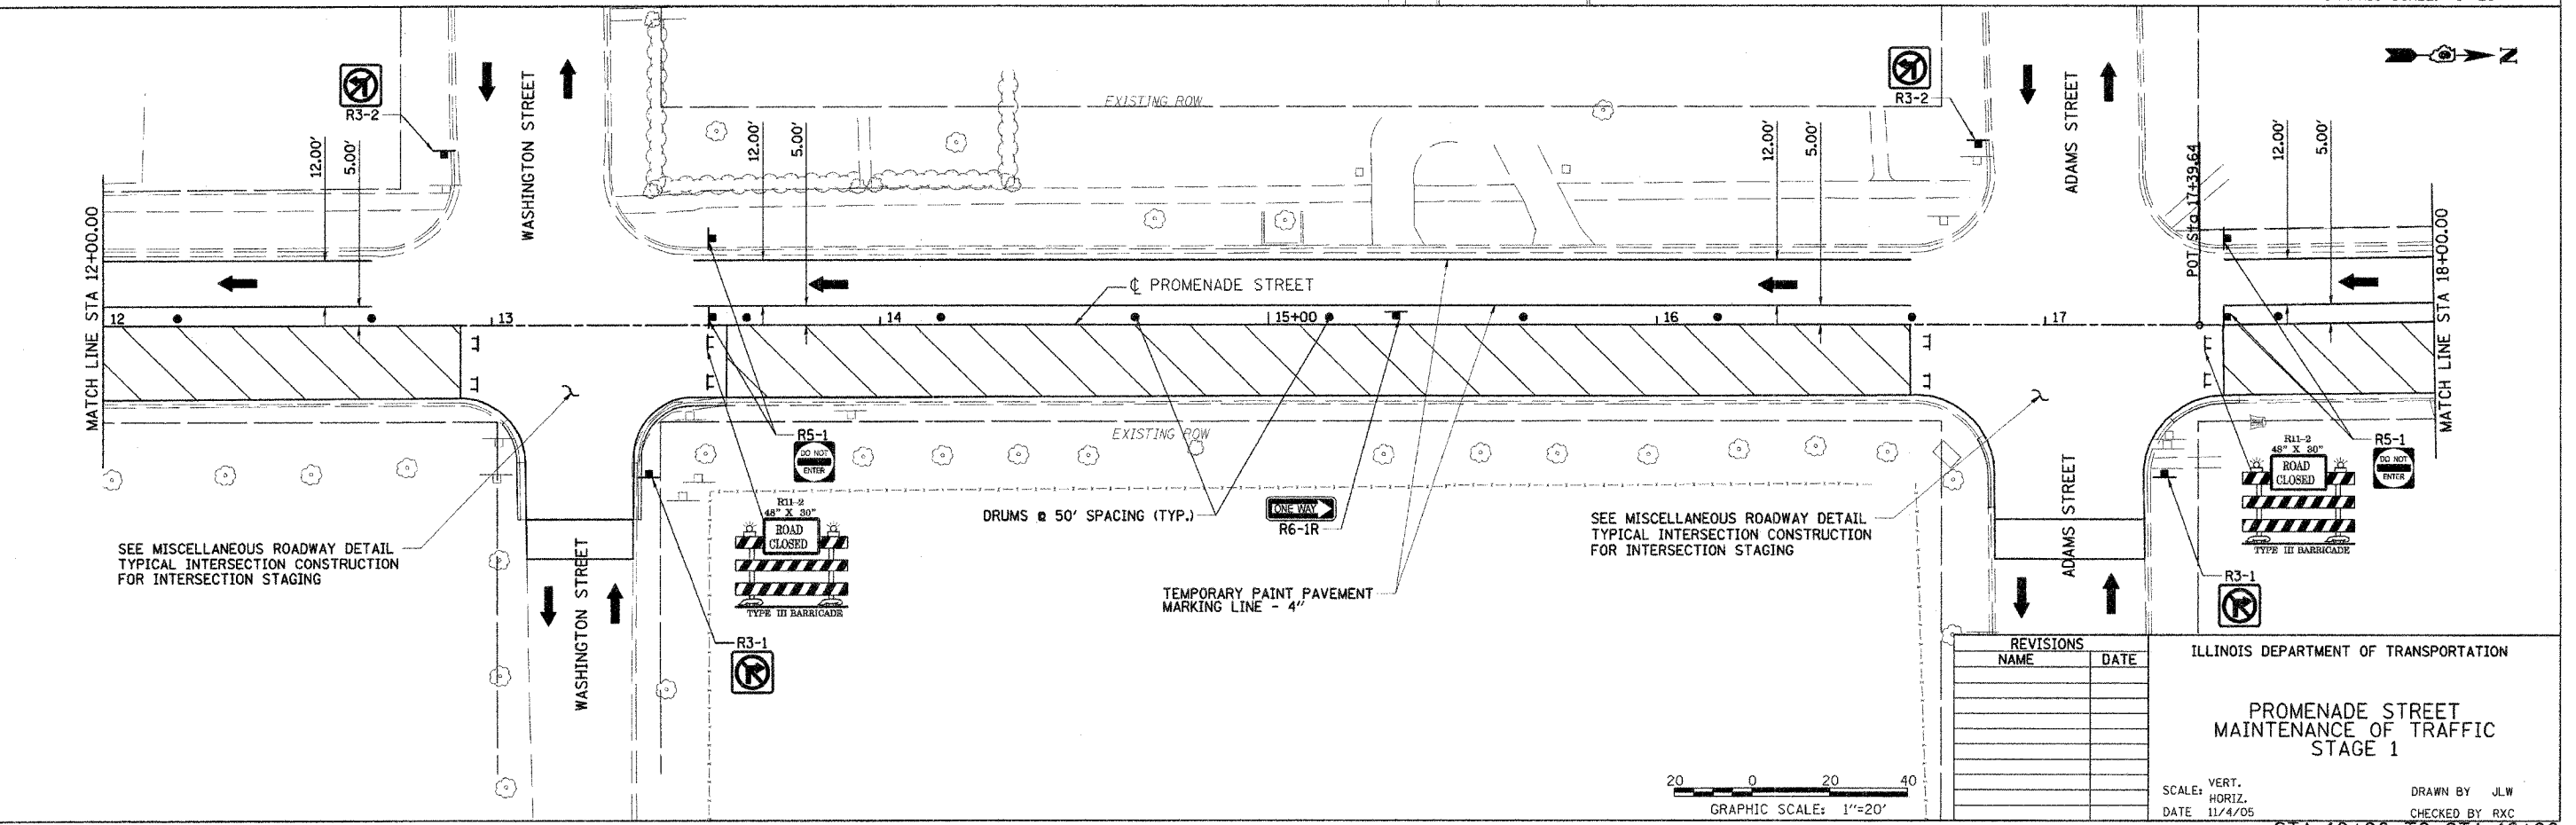 R3-2
WASHINGTON STREET
12.00'
5.00'
EXISTING ROW
12.00'
5.00'
R3-2
ADAMS STREET
12.00'
5.00'
POT Sta 17+39.64
12.00'
5.00'
N
MATCH LINE STA 12+00.00
MATCH LINE STA 18+00.00
℄ PROMENADE STREET
12
13
14
15+00
16
17
EXISTING ROW
R5-1
DO NOT
ENTER
R11-2
48" X 30"
ROAD
CLOSED
TYPE III BARRICADE
R3-1
DRUMS @ 50' SPACING (TYP.)
ONE WAY
R6-1R
TEMPORARY PAINT PAVEMENT
MARKING LINE - 4"
SEE MISCELLANEOUS ROADWAY DETAIL
TYPICAL INTERSECTION CONSTRUCTION
FOR INTERSECTION STAGING
WASHINGTON STREET
SEE MISCELLANEOUS ROADWAY DETAIL
TYPICAL INTERSECTION CONSTRUCTION
FOR INTERSECTION STAGING
ADAMS STREET
R11-2
48" X 30"
ROAD
CLOSED
TYPE III BARRICADE
R5-1
DO NOT
ENTER
R3-1
20 0 20 40
GRAPHIC SCALE: 1"=20'
REVISIONS
NAME DATE
ILLINOIS DEPARTMENT OF TRANSPORTATION
PROMENADE STREET
MAINTENANCE OF TRAFFIC
STAGE 1
SCALE: VERT.
HORIZ.
DATE 11/4/05
DRAWN BY JLW
CHECKED BY RXC